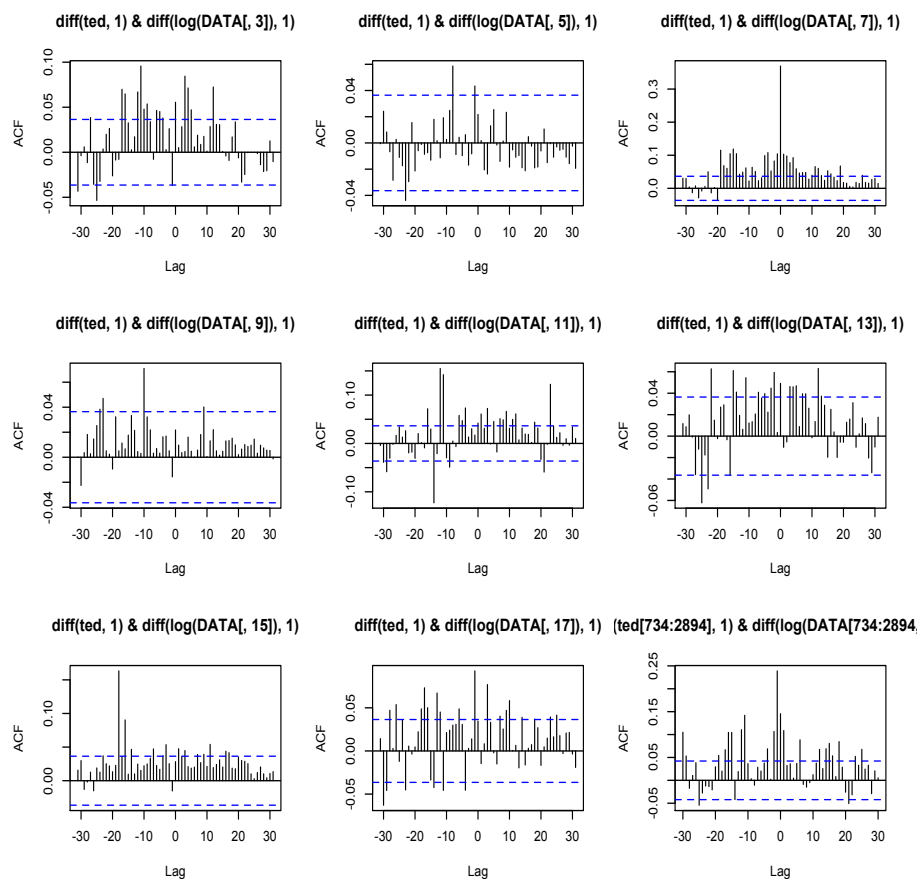 diff(ted, 1) & diff(log(DATA[, 3]), 1)
diff(ted, 1) & diff(log(DATA[, 5]), 1)
diff(ted, 1) & diff(log(DATA[, 7]), 1)
ACF
-0.05 0.00 0.05 0.10
-30 -20 -10 0 10 20 30
Lag
ACF
-0.04 0.00 0.04
-30 -20 -10 0 10 20 30
Lag
ACF
0.0 0.1 0.2 0.3
-30 -20 -10 0 10 20 30
Lag
diff(ted, 1) & diff(log(DATA[, 9]), 1)
diff(ted, 1) & diff(log(DATA[, 11]), 1)
diff(ted, 1) & diff(log(DATA[, 13]), 1)
ACF
-0.04 0.00 0.04
-30 -20 -10 0 10 20 30
Lag
ACF
-0.10 0.00 0.10
-30 -20 -10 0 10 20 30
Lag
ACF
-0.06 0.00 0.04
-30 -20 -10 0 10 20 30
Lag
diff(ted, 1) & diff(log(DATA[, 15]), 1)
diff(ted, 1) & diff(log(DATA[, 17]), 1)
(ted[734:2894], 1) & diff(log(DATA[734:2894,
ACF
0.00 0.05 0.10 0.15
-30 -20 -10 0 10 20 30
Lag
ACF
-0.05 0.00 0.05
-30 -20 -10 0 10 20 30
Lag
ACF
-0.05 0.05 0.15 0.25
-30 -20 -10 0 10 20 30
Lag